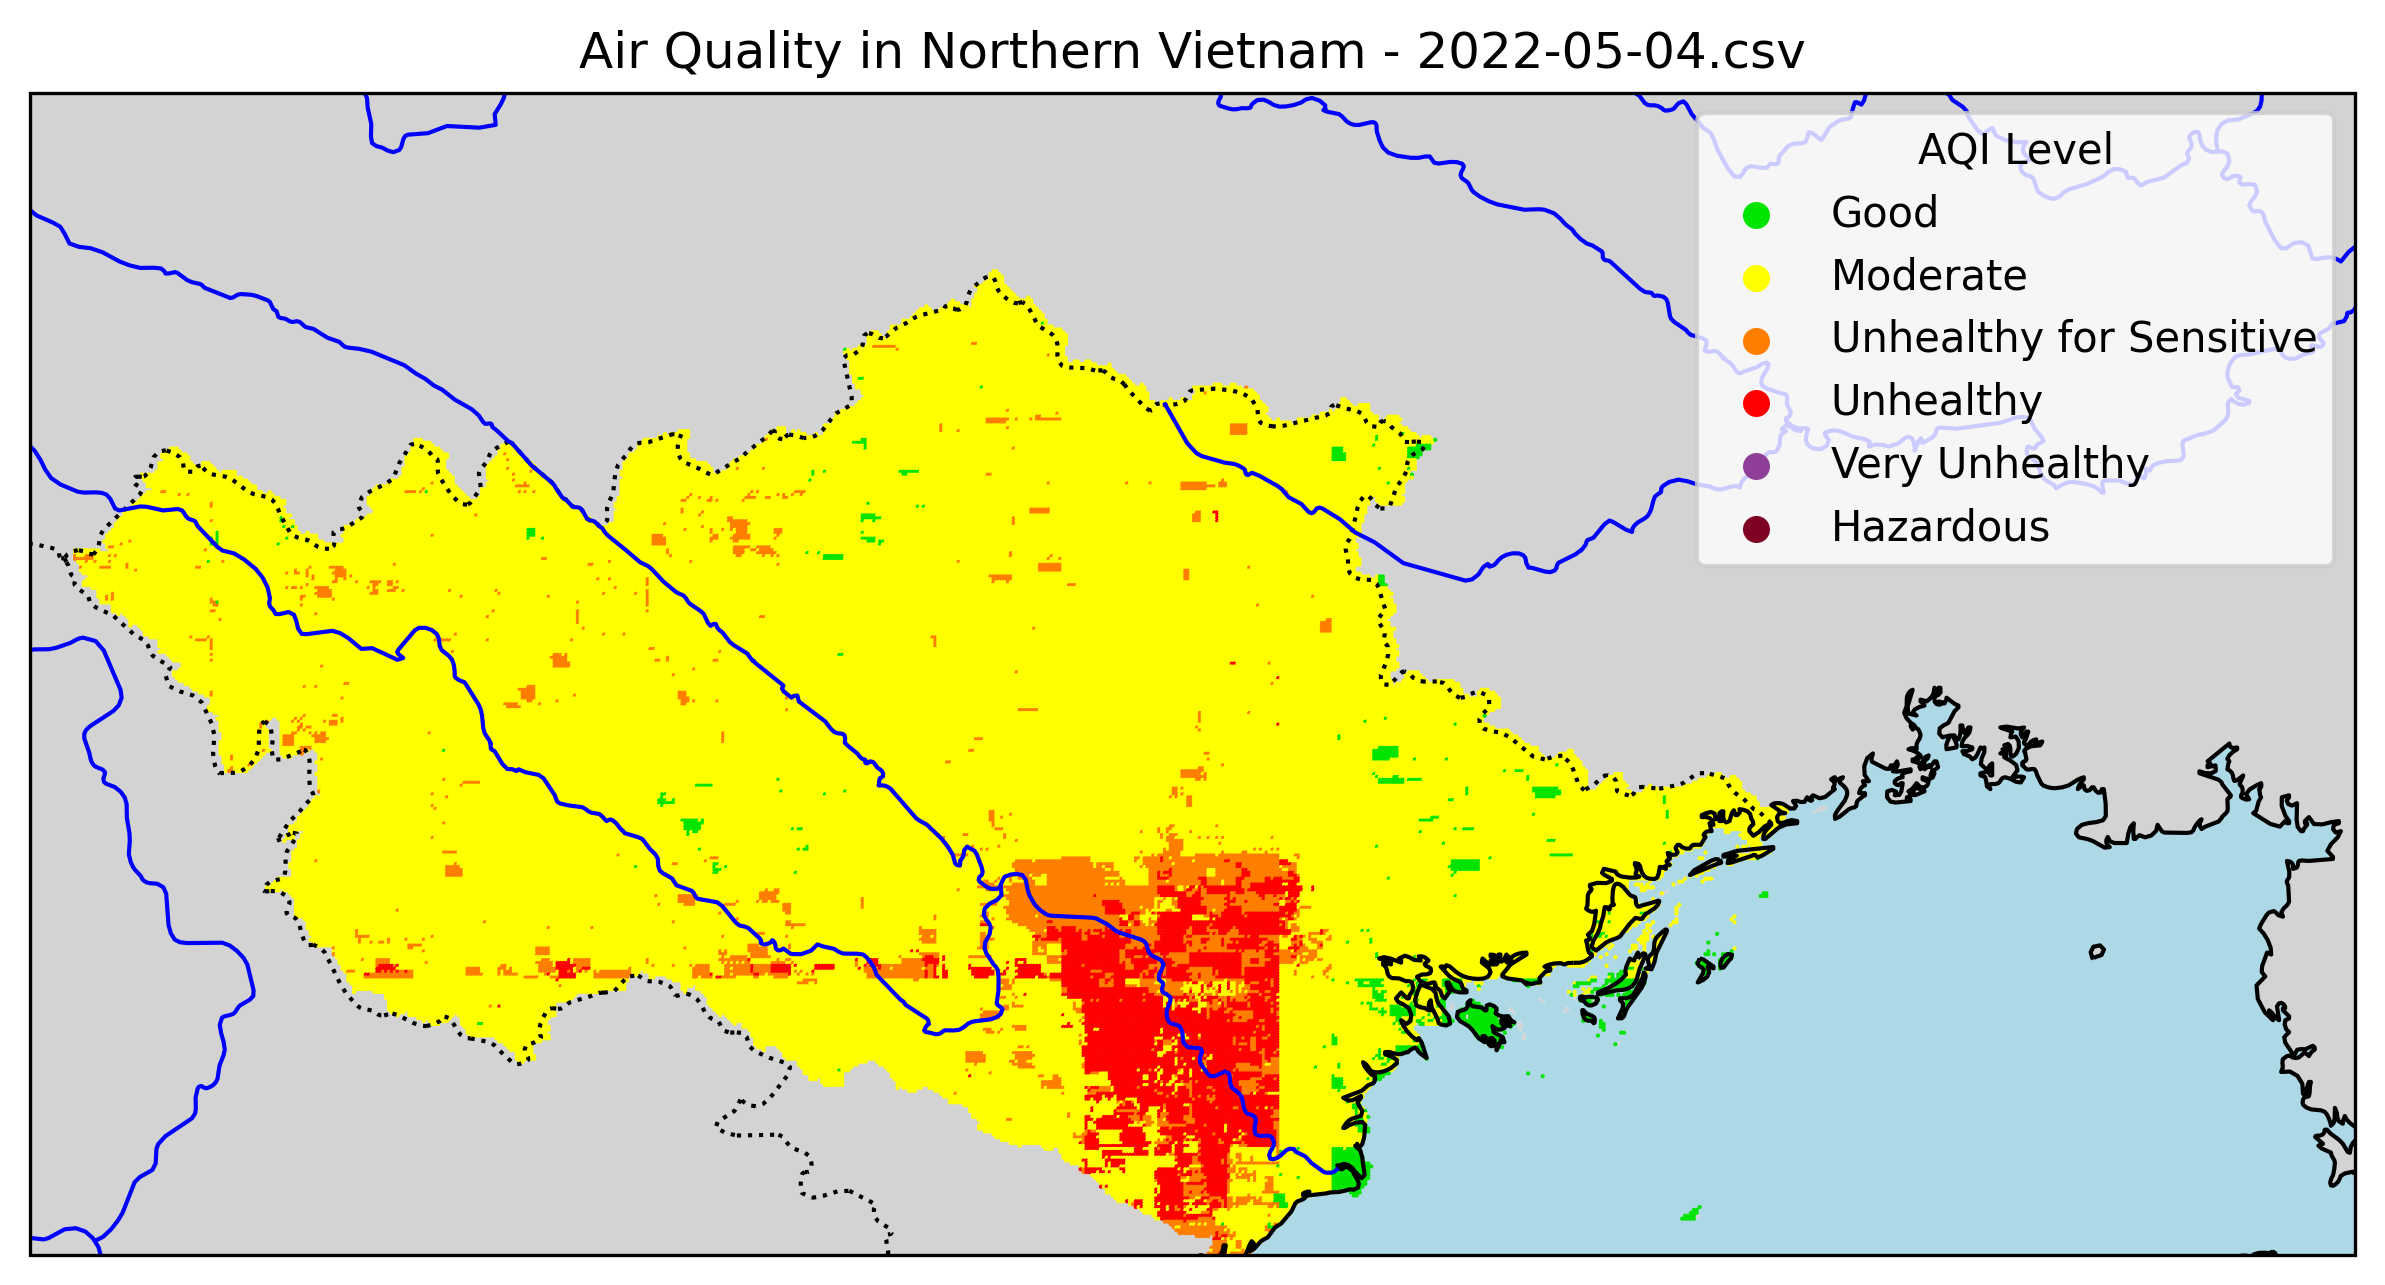 Air Quality in Northern Vietnam - 2022-05-04.csv
AQI Level
Good
Moderate
Unhealthy for Sensitive
Unhealthy
Very Unhealthy
Hazardous